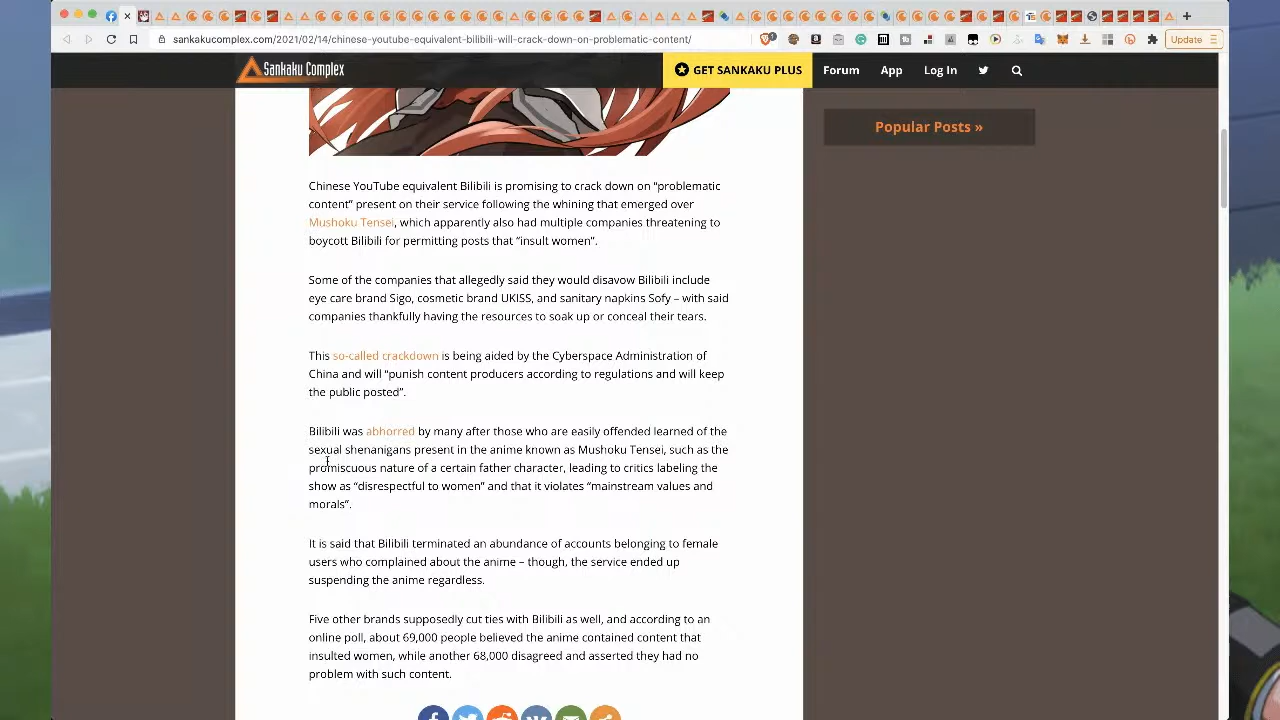 sankakucomplex.com/2021/02/14/chinese-youtube-equivalent-bilibili-will-crack-down-on-problematic-content/
Update
Sankaku Complex
GET SANKAKU PLUS
Forum
App
Log In
Popular Posts »
Chinese YouTube equivalent Bilibili is promising to crack down on “problematic
content” present on their service following the whining that emerged over
Mushoku Tensei, which apparently also had multiple companies threatening to
boycott Bilibili for permitting posts that “insult women”.
Some of the companies that allegedly said they would disavow Bilibili include
eye care brand Sigo, cosmetic brand UKISS, and sanitary napkins Sofy – with said
companies thankfully having the resources to soak up or conceal their tears.
This so-called crackdown is being aided by the Cyberspace Administration of
China and will “punish content producers according to regulations and will keep
the public posted”.
Bilibili was abhorred by many after those who are easily offended learned of the
sexual shenanigans present in the anime known as Mushoku Tensei, such as the
promiscuous nature of a certain father character, leading to critics labeling the
show as “disrespectful to women” and that it violates “mainstream values and
morals”.
It is said that Bilibili terminated an abundance of accounts belonging to female
users who complained about the anime – though, the service ended up
suspending the anime regardless.
Five other brands supposedly cut ties with Bilibili as well, and according to an
online poll, about 69,000 people believed the anime contained content that
insulted women, while another 68,000 disagreed and asserted they had no
problem with such content.